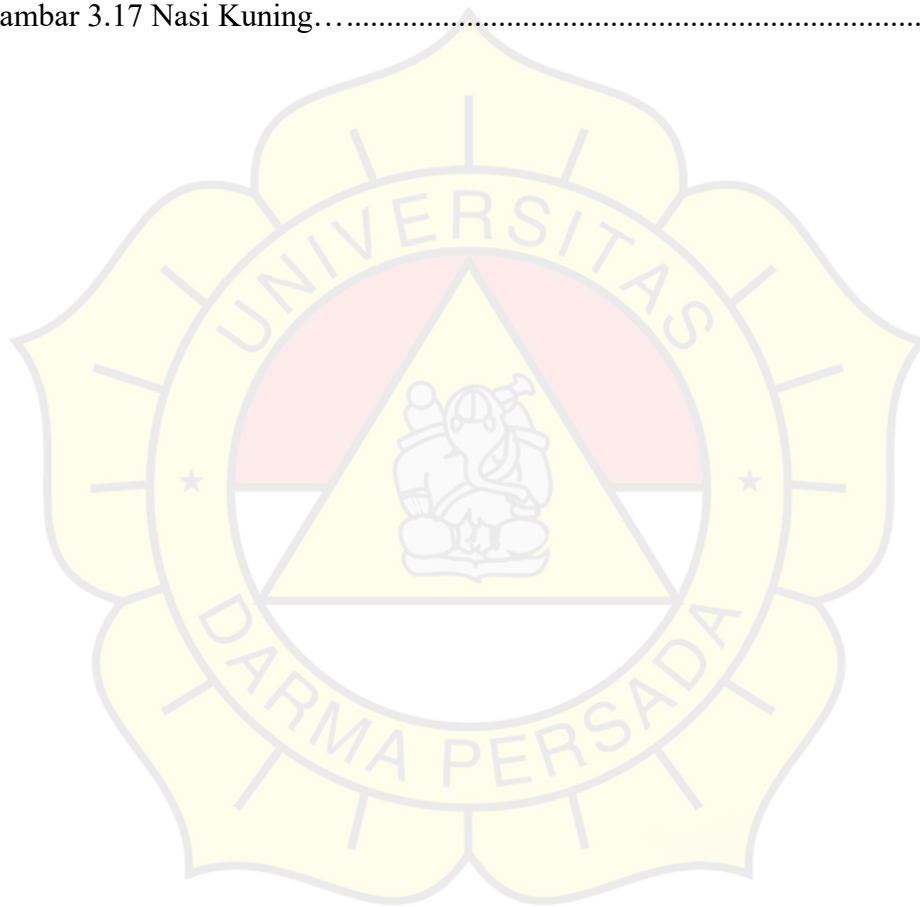 ambar 3.17 Nasi Kuning…......................................................................
UNIVERSITAS
DARMA PERSADA